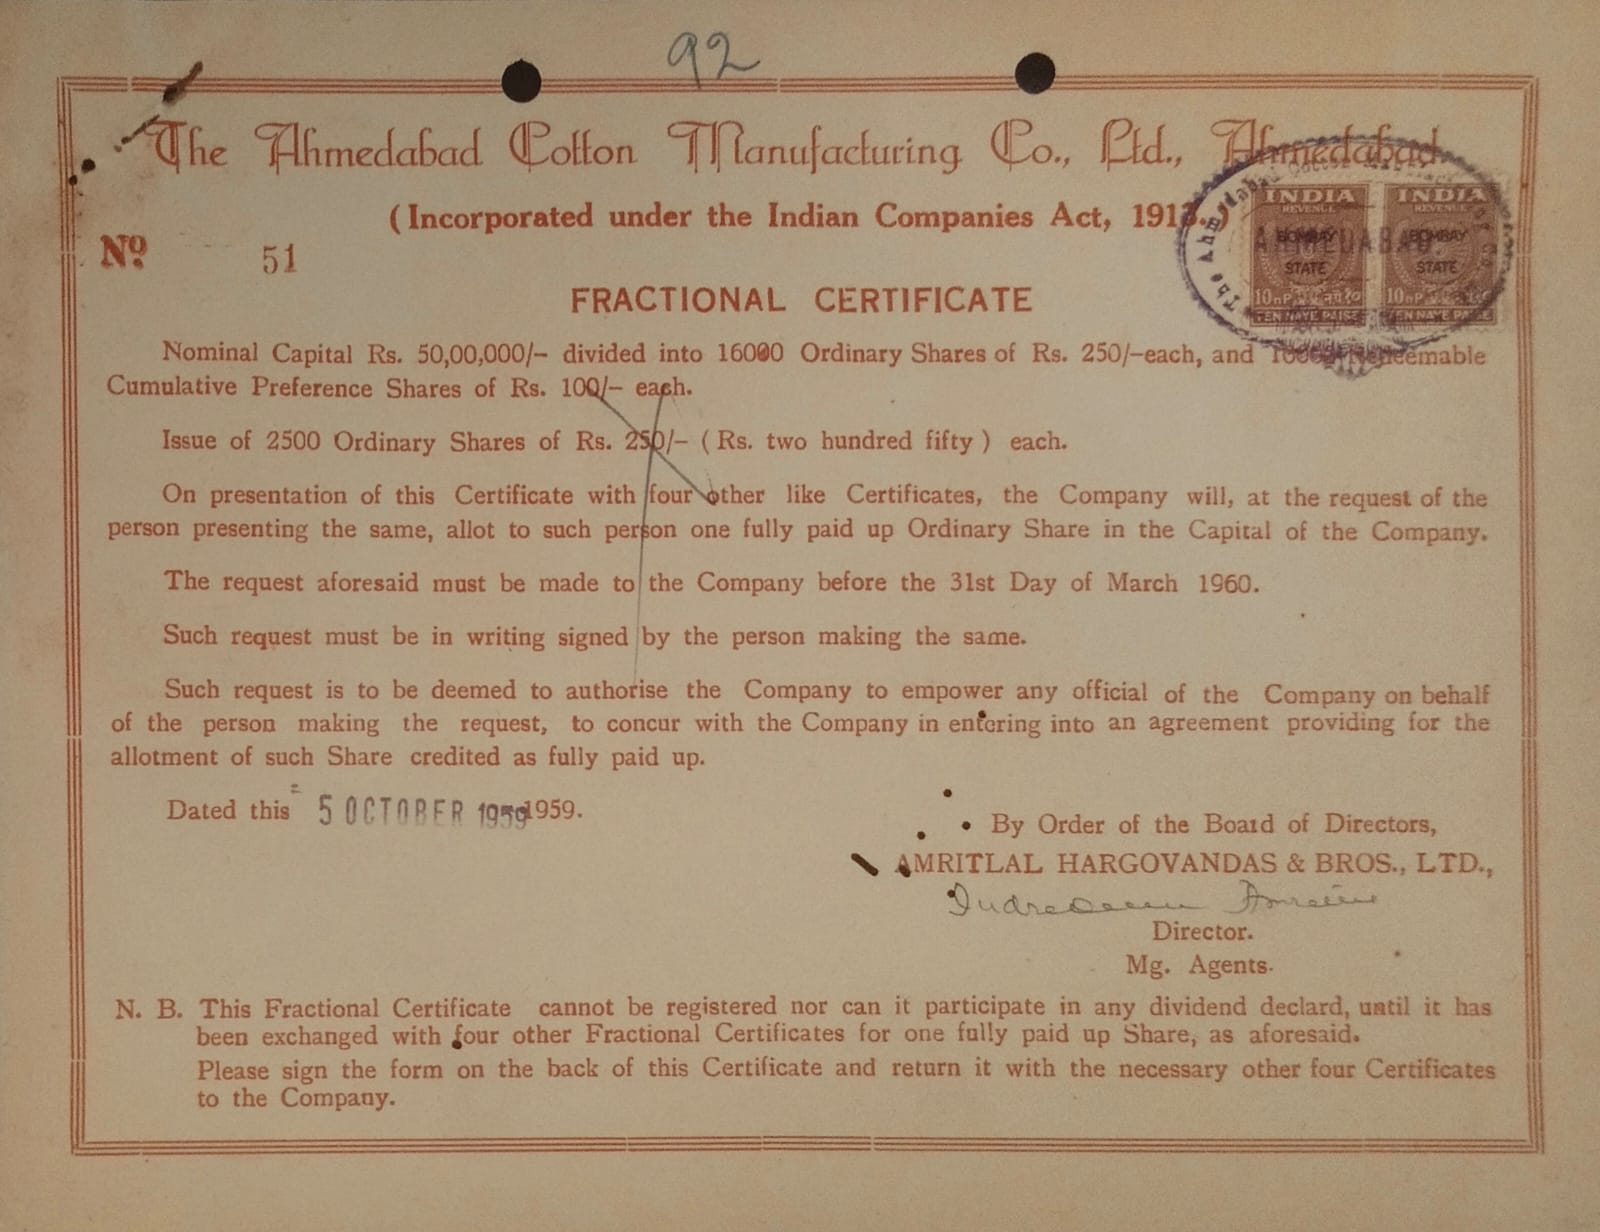 92
The Ahmedabad Cotton Manufacturing Co., Ltd., Ahmedabad
(Incorporated under the Indian Companies Act, 1913.)
No 51
INDIA INDIA
REVENUE REVENUE
BOMBAY BOMBAY
STATE STATE
10 nP 10 nP
TEN NAYE PAISE TEN NAYE PAISE
The Ahmedabad Cotton
AHMEDABAD.
FRACTIONAL CERTIFICATE
Nominal Capital Rs. 50,00,000/- divided into 16000 Ordinary Shares of Rs. 250/-each, and Redeemable
Cumulative Preference Shares of Rs. 100/- each.
Issue of 2500 Ordinary Shares of Rs. 250/- ( Rs. two hundred fifty ) each.
On presentation of this Certificate with four other like Certificates, the Company will, at the request of the
person presenting the same, allot to such person one fully paid up Ordinary Share in the Capital of the Company.
The request aforesaid must be made to the Company before the 31st Day of March 1960.
Such request must be in writing signed by the person making the same.
Such request is to be deemed to authorise the Company to empower any official of the Company on behalf
of the person making the request, to concur with the Company in entering into an agreement providing for the
allotment of such Share credited as fully paid up.
Dated this 5 OCTOBER 1959 1959.
By Order of the Board of Directors,
AMRITLAL HARGOVANDAS & BROS., LTD.,
Director.
Mg. Agents.
N. B. This Fractional Certificate cannot be registered nor can it participate in any dividend declard, until it has
been exchanged with four other Fractional Certificates for one fully paid up Share, as aforesaid.
Please sign the form on the back of this Certificate and return it with the necessary other four Certificates
to the Company.